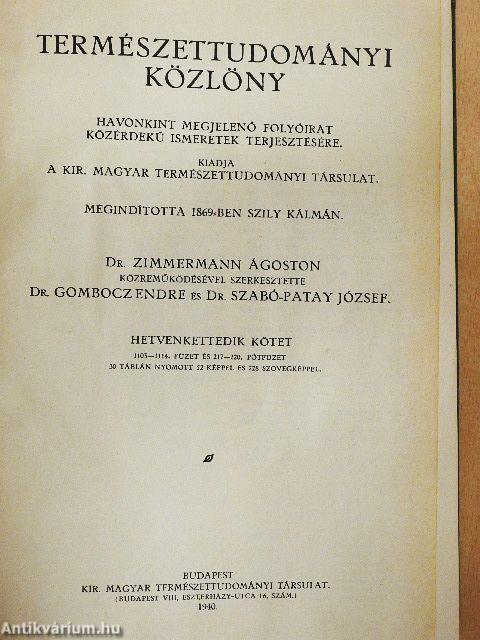 TERMÉSZETTUDOMÁNYI
KÖZLÖNY
HAVONKINT MEGJELENŐ FOLYÓIRAT
KÖZÉRDEKŰ ISMERETEK TERJESZTÉSÉRE.
KIADJA
A KIR. MAGYAR TERMÉSZETTUDOMÁNYI TÁRSULAT.
MEGINDÍTOTTA 1869-BEN SZILY KÁLMÁN.
DR. ZIMMERMANN ÁGOSTON
KÖZREMŰKÖDÉSÉVEL SZERKESZTETTE
DR. GOMBOCZ ENDRE ÉS DR. SZABÓ-PATAY JÓZSEF.
HETVENKETTEDIK KÖTET
1103—1114. FÜZET ÉS 217—220. PÓTFÜZET
30 TÁBLÁN NYOMOTT 52 KÉPPEL ÉS 728 SZÖVEGKÉPPEL.
BUDAPEST
KIR. MAGYAR TERMÉSZETTUDOMÁNYI TÁRSULAT.
(BUDAPEST VIII, ESZTERHÁZY-UTCA 16. SZÁM.)
1940.
Antikvárium.hu